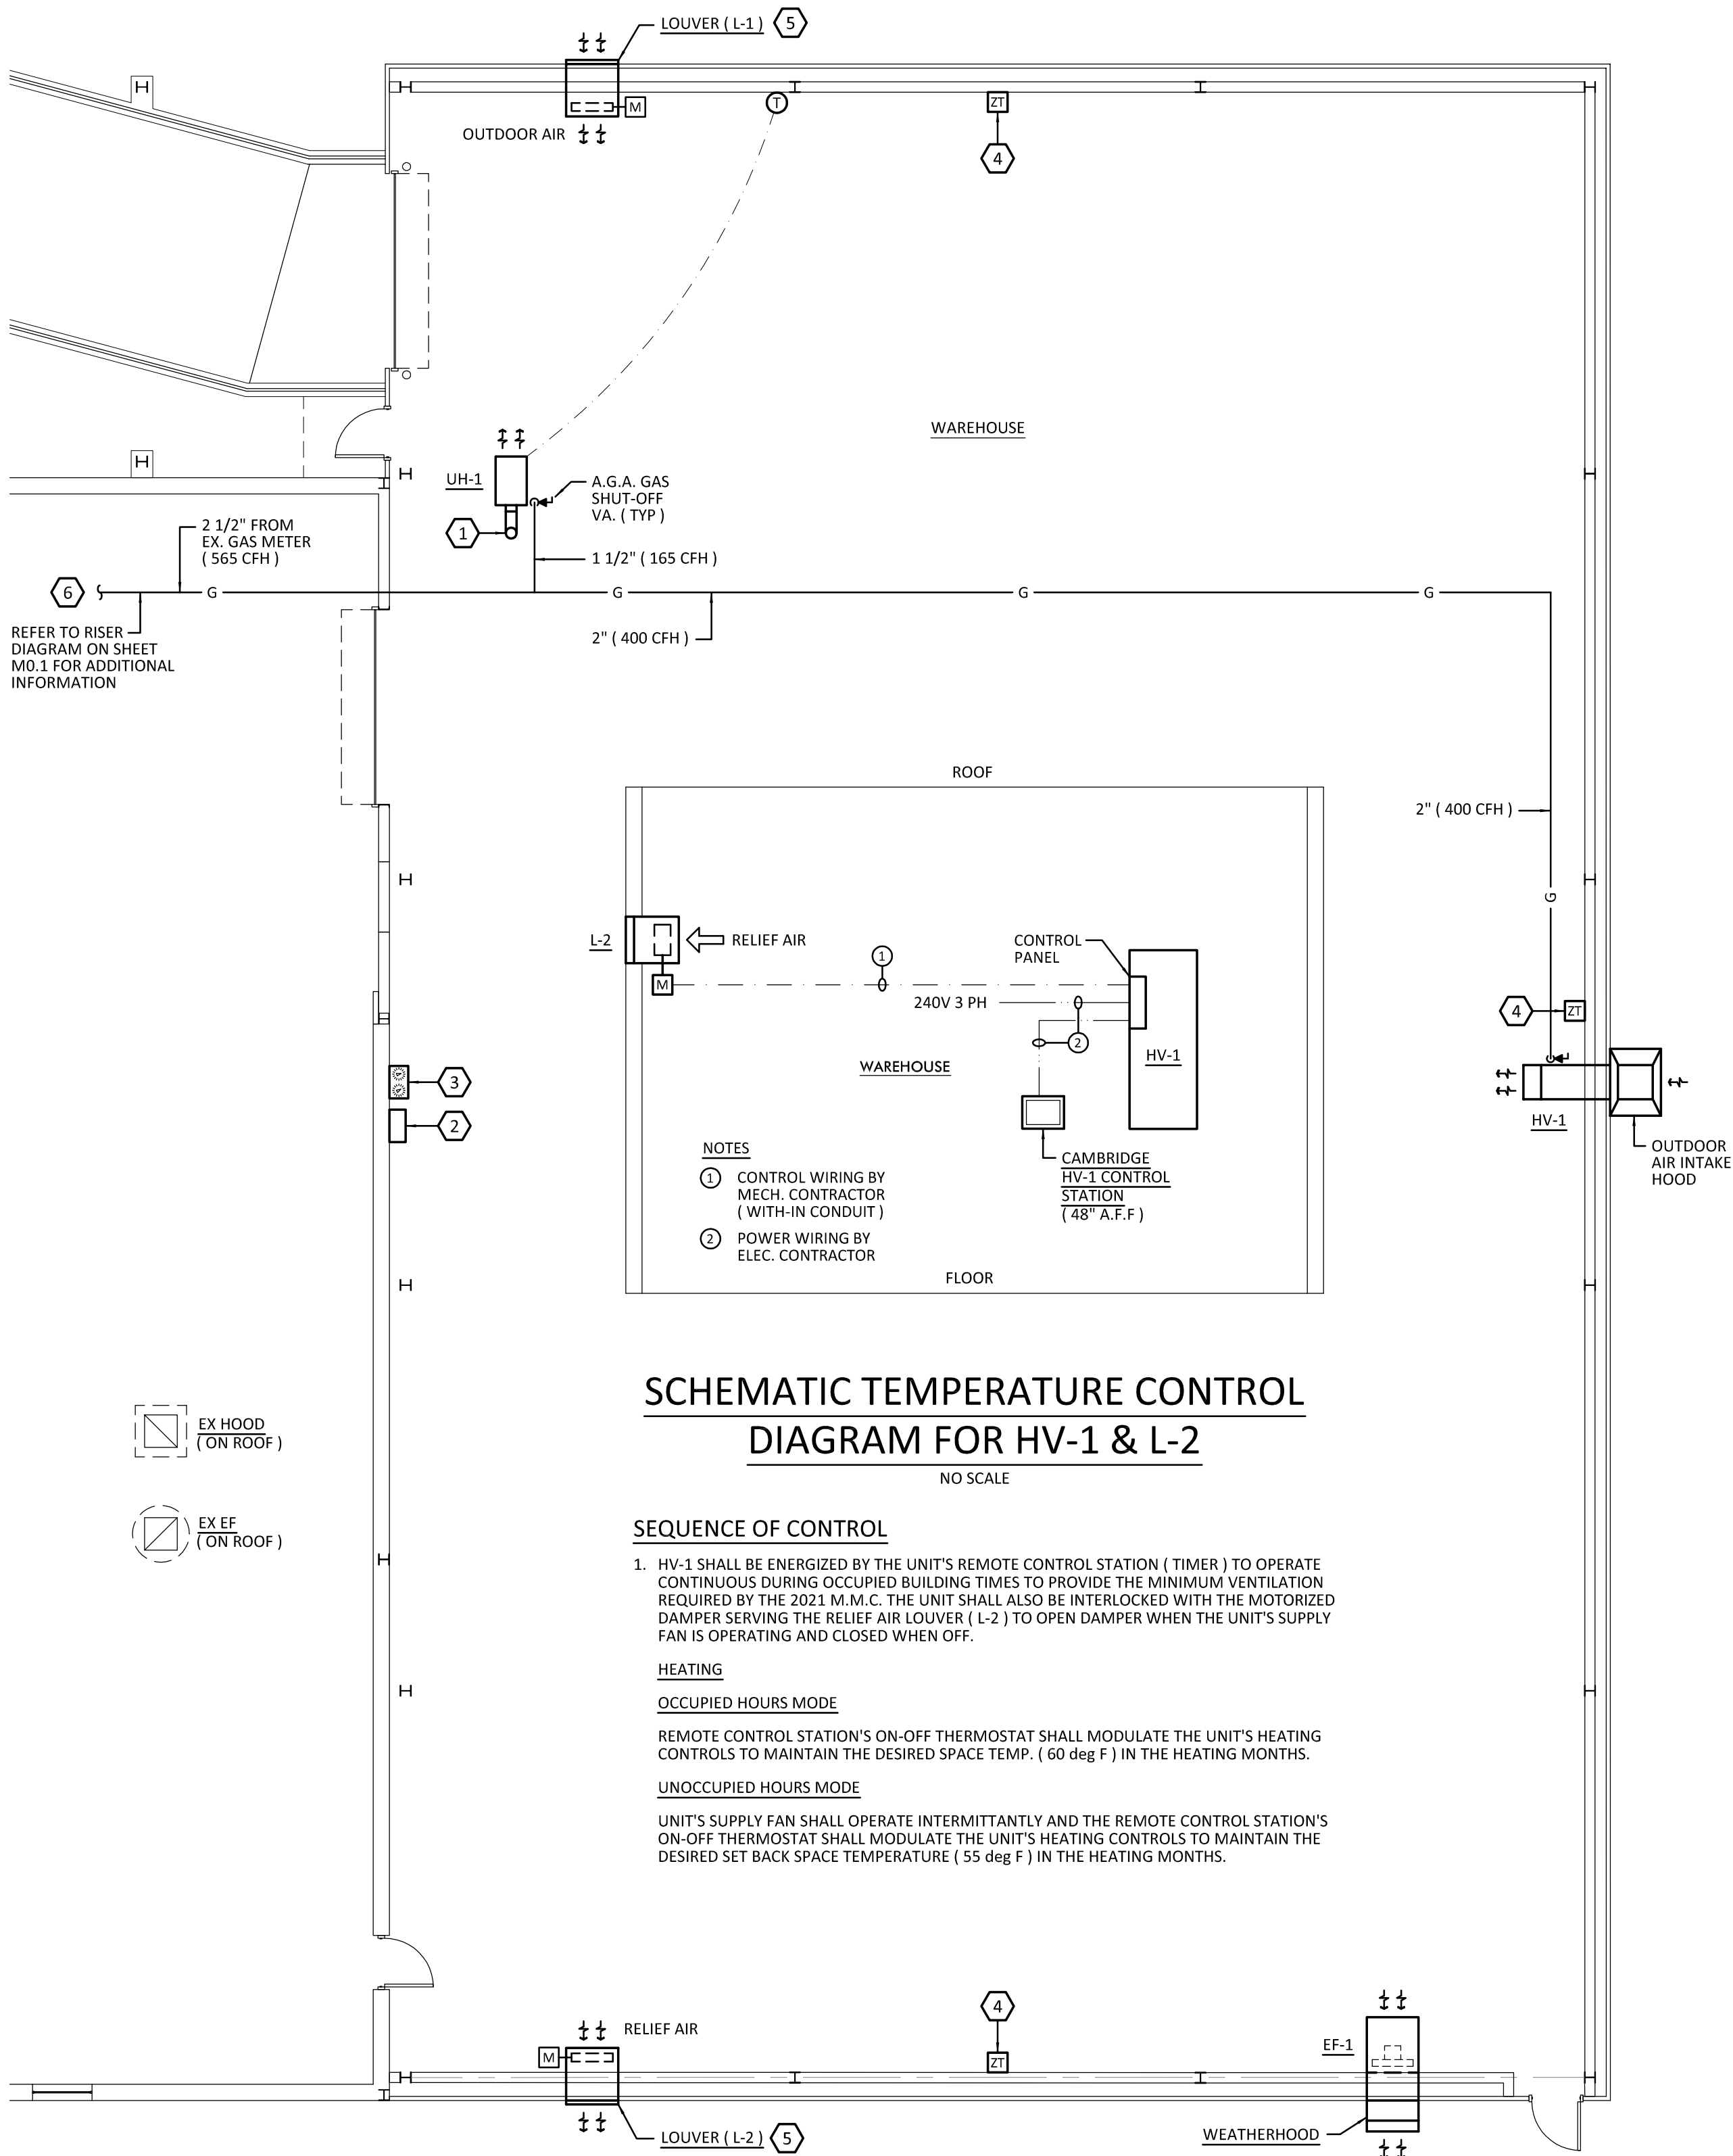 LOUVER ( L-1 )
5
M
T
ZT
OUTDOOR AIR
4
WAREHOUSE
UH-1
A.G.A. GAS
SHUT-OFF
VA. ( TYP )
1
2 1/2" FROM
EX. GAS METER
( 565 CFH )
1 1/2" ( 165 CFH )
6
G
G
G
G
REFER TO RISER
DIAGRAM ON SHEET
M0.1 FOR ADDITIONAL
INFORMATION
2" ( 400 CFH )
ROOF
2" ( 400 CFH )
G
L-2
RELIEF AIR
M
1
CONTROL
PANEL
240V 3 PH
2
HV-1
WAREHOUSE
4
ZT
3
2
HV-1
OUTDOOR
AIR INTAKE
HOOD
CAMBRIDGE
HV-1 CONTROL
STATION
( 48" A.F.F )
NOTES
1 CONTROL WIRING BY
MECH. CONTRACTOR
( WITH-IN CONDUIT )
2 POWER WIRING BY
ELEC. CONTRACTOR
FLOOR
SCHEMATIC TEMPERATURE CONTROL
DIAGRAM FOR HV-1 & L-2
NO SCALE
EX HOOD
( ON ROOF )
EX EF
( ON ROOF )
SEQUENCE OF CONTROL
1. HV-1 SHALL BE ENERGIZED BY THE UNIT'S REMOTE CONTROL STATION ( TIMER ) TO OPERATE
CONTINUOUS DURING OCCUPIED BUILDING TIMES TO PROVIDE THE MINIMUM VENTILATION
REQUIRED BY THE 2021 M.M.C. THE UNIT SHALL ALSO BE INTERLOCKED WITH THE MOTORIZED
DAMPER SERVING THE RELIEF AIR LOUVER ( L-2 ) TO OPEN DAMPER WHEN THE UNIT'S SUPPLY
FAN IS OPERATING AND CLOSED WHEN OFF.
HEATING
OCCUPIED HOURS MODE
REMOTE CONTROL STATION'S ON-OFF THERMOSTAT SHALL MODULATE THE UNIT'S HEATING
CONTROLS TO MAINTAIN THE DESIRED SPACE TEMP. ( 60 deg F ) IN THE HEATING MONTHS.
UNOCCUPIED HOURS MODE
UNIT'S SUPPLY FAN SHALL OPERATE INTERMITTANTLY AND THE REMOTE CONTROL STATION'S
ON-OFF THERMOSTAT SHALL MODULATE THE UNIT'S HEATING CONTROLS TO MAINTAIN THE
DESIRED SET BACK SPACE TEMPERATURE ( 55 deg F ) IN THE HEATING MONTHS.
RELIEF AIR
M
4
ZT
EF-1
LOUVER ( L-2 )
5
WEATHERHOOD